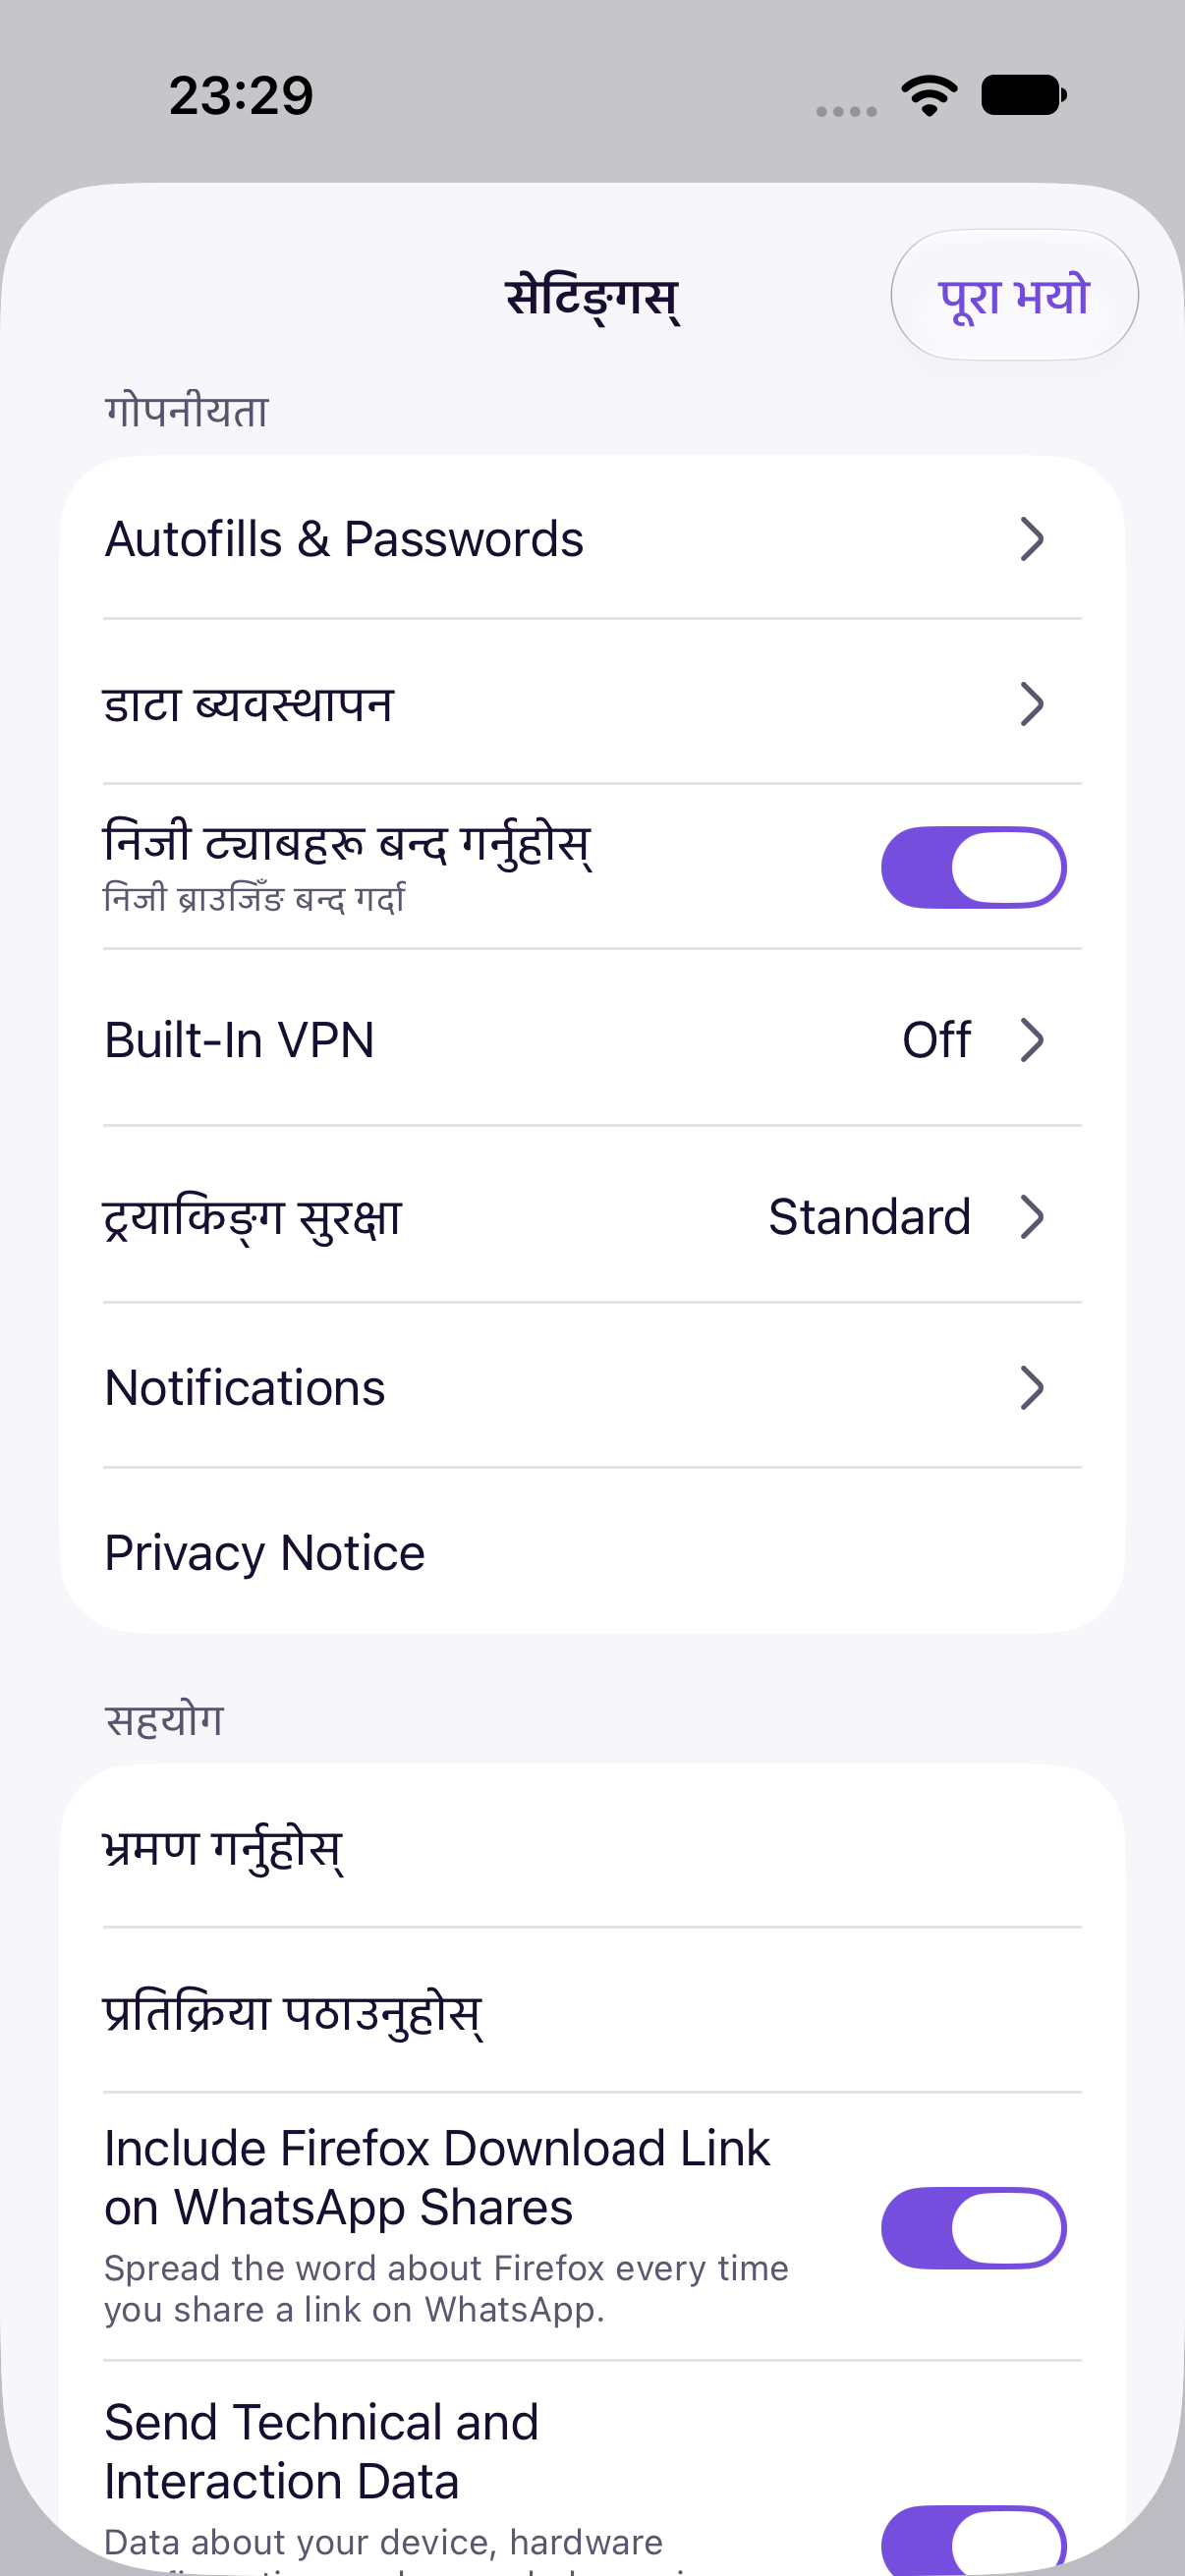 23:29
सेटिङ्गस्
पूरा भयो
गोपनीयता
Autofills & Passwords
डाटा ब्यवस्थापन
निजी ट्याबहरू बन्द गर्नुहोस्
निजी ब्राउजिँङ बन्द गर्दा
Built-In VPN Off
ट्रयाकिङ्ग सुरक्षा Standard
Notifications
Privacy Notice
सहयोग
भ्रमण गर्नुहोस्
प्रतिक्रिया पठाउनुहोस्
Include Firefox Download Link
on WhatsApp Shares
Spread the word about Firefox every time
you share a link on WhatsApp.
Send Technical and
Interaction Data
Data about your device, hardware